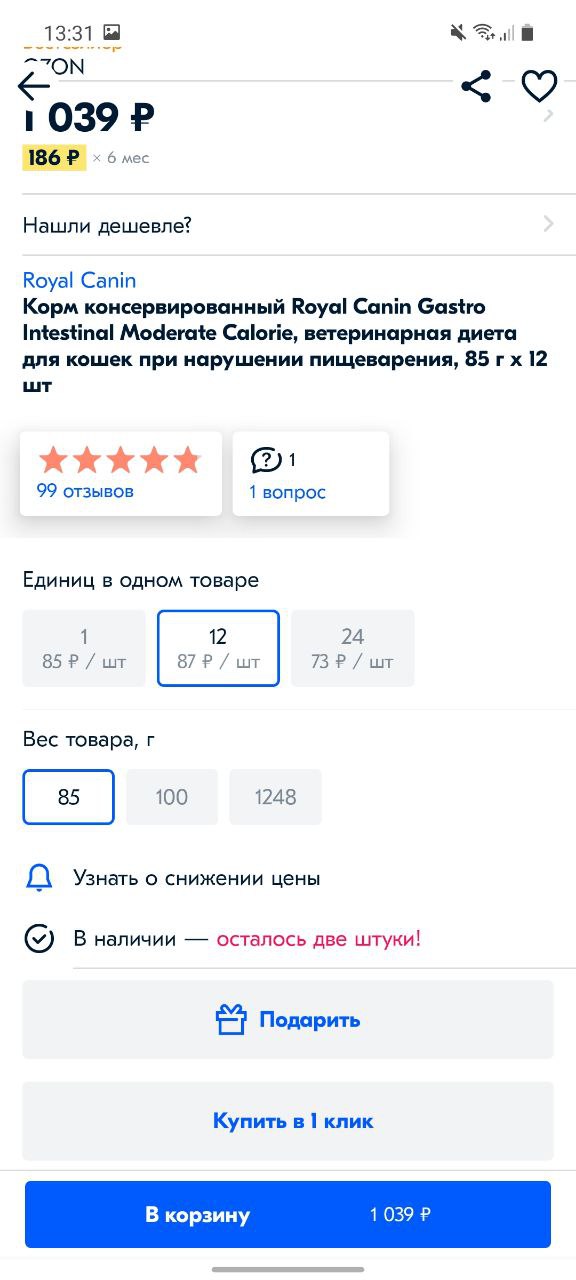 13:31
OZON
1 039 ₽
186 ₽ × 6 мес
Нашли дешевле?
Royal Canin
Корм консервированный Royal Canin Gastro
Intestinal Moderate Calorie, ветеринарная диета
для кошек при нарушении пищеварения, 85 г x 12
шт
1
99 отзывов
1 вопрос
Единиц в одном товаре
1
12
24
85 ₽ / шт
87 ₽ / шт
73 ₽ / шт
Вес товара, г
85
100
1248
Узнать о снижении цены
В наличии — осталось две штуки!
Подарить
Купить в 1 клик
В корзину 1 039 ₽